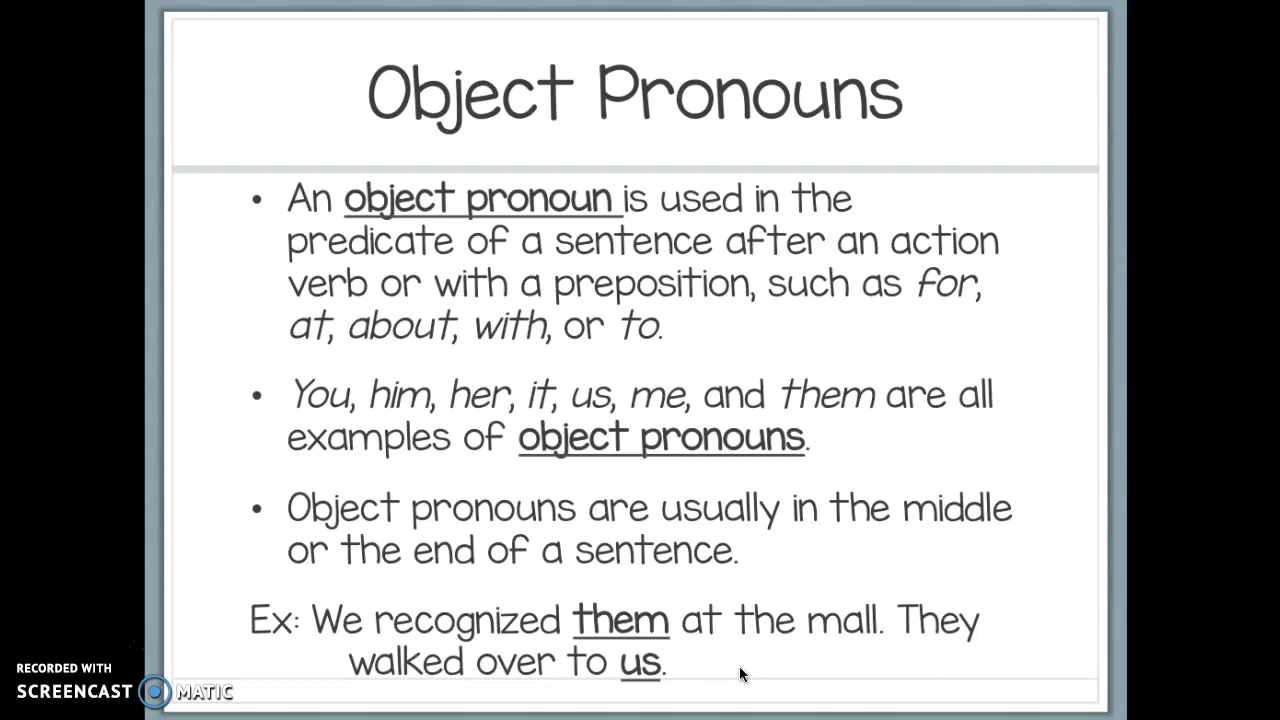 Object Pronouns
• An object pronoun is used in the
predicate of a sentence after an action
verb or with a preposition, such as for,
at, about, with, or to.
• You, him, her, it, us, me, and them are all
examples of object pronouns.
• Object pronouns are usually in the middle
or the end of a sentence.
Ex: We recognized them at the mall. They
walked over to us.
RECORDED WITH
SCREENCAST MATIC